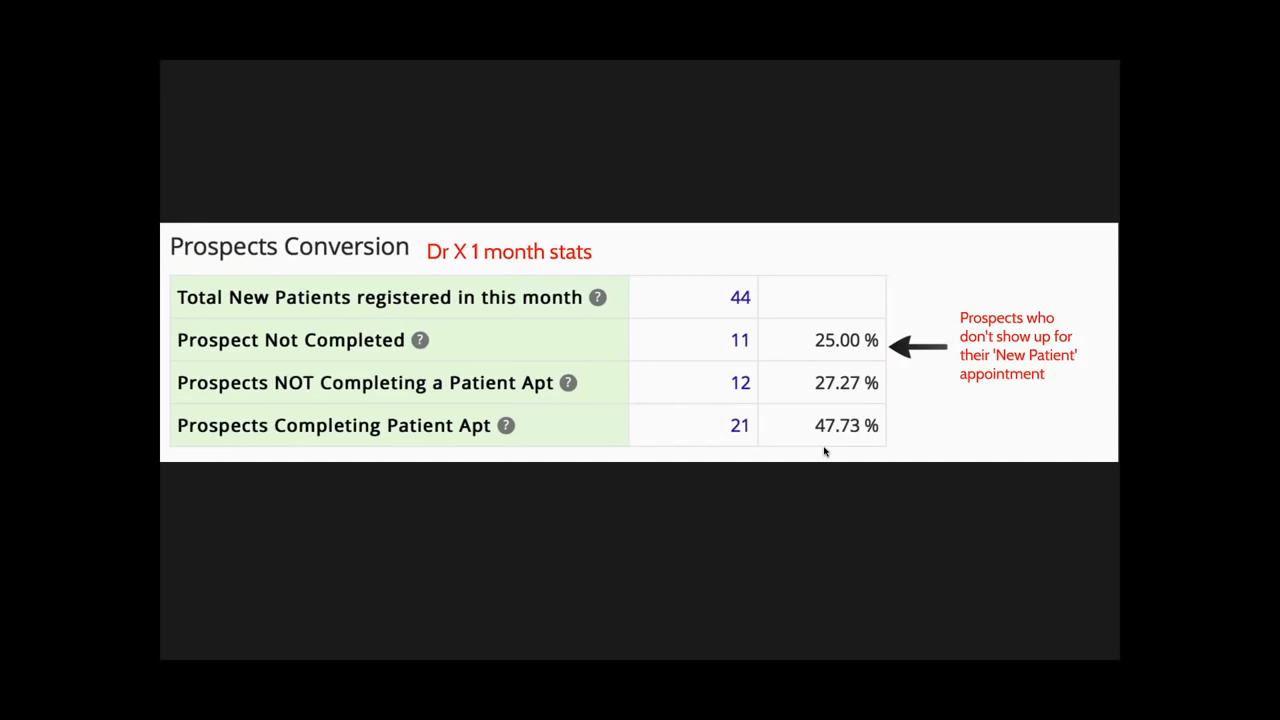 Prospects Conversion Dr X 1 month stats
Total New Patients registered in this month ? 44
Prospect Not Completed ? 11 25.00 %
Prospects NOT Completing a Patient Apt ? 12 27.27 %
Prospects Completing Patient Apt ? 21 47.73 %
Prospects who
don't show up for
their 'New Patient'
appointment